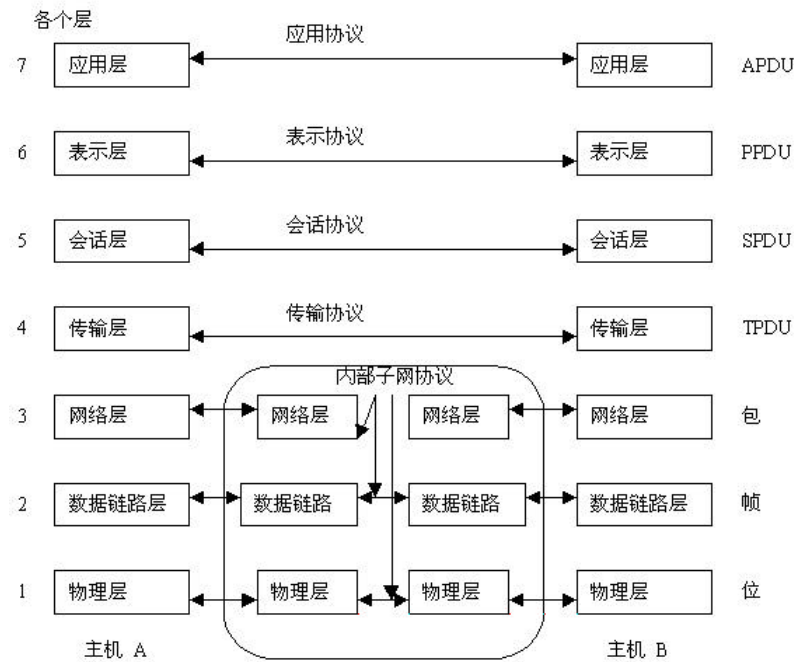 各个层
应用协议
7 应用层 应用层 APDU
表示协议
6 表示层 表示层 PPDU
会话协议
5 会话层 会话层 SPDU
传输协议
4 传输层 传输层 TPDU
内部子网协议
3 网络层 网络层 网络层 网络层 包
2 数据链路层 数据链路 数据链路 数据链路层 帧
1 物理层 物理层 物理层 物理层 位
主机 A 主机 B